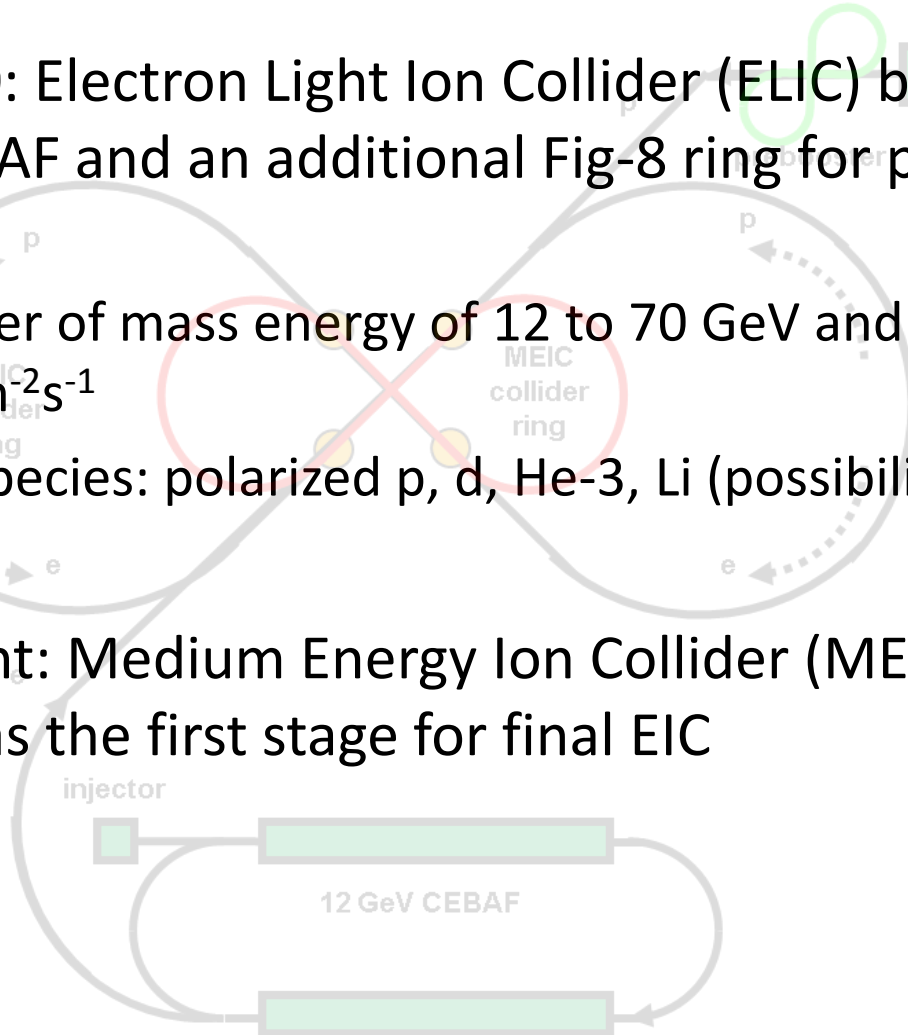 : Electron Light Ion Collider (ELIC) b
AF and an additional Fig-8 ring for p
p
prebooster
p
p
er of mass energy of 12 to 70 GeV and
MEIC
collider
ring
-2s-1
pecies: polarized p, d, He-3, Li (possibili
e
e
nt: Medium Energy Ion Collider (ME
e
as the first stage for final EIC
injector
12 GeV CEBAF